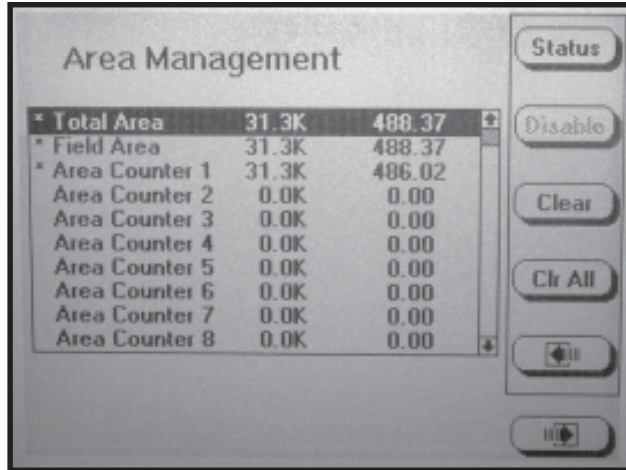 Area Management
* Total Area 31.3K 488.37
* Field Area 31.3K 488.37
* Area Counter 1 31.3K 486.02
Area Counter 2 0.0K 0.00
Area Counter 3 0.0K 0.00
Area Counter 4 0.0K 0.00
Area Counter 5 0.0K 0.00
Area Counter 6 0.0K 0.00
Area Counter 7 0.0K 0.00
Area Counter 8 0.0K 0.00
Status
Disable
Clear
Clr All